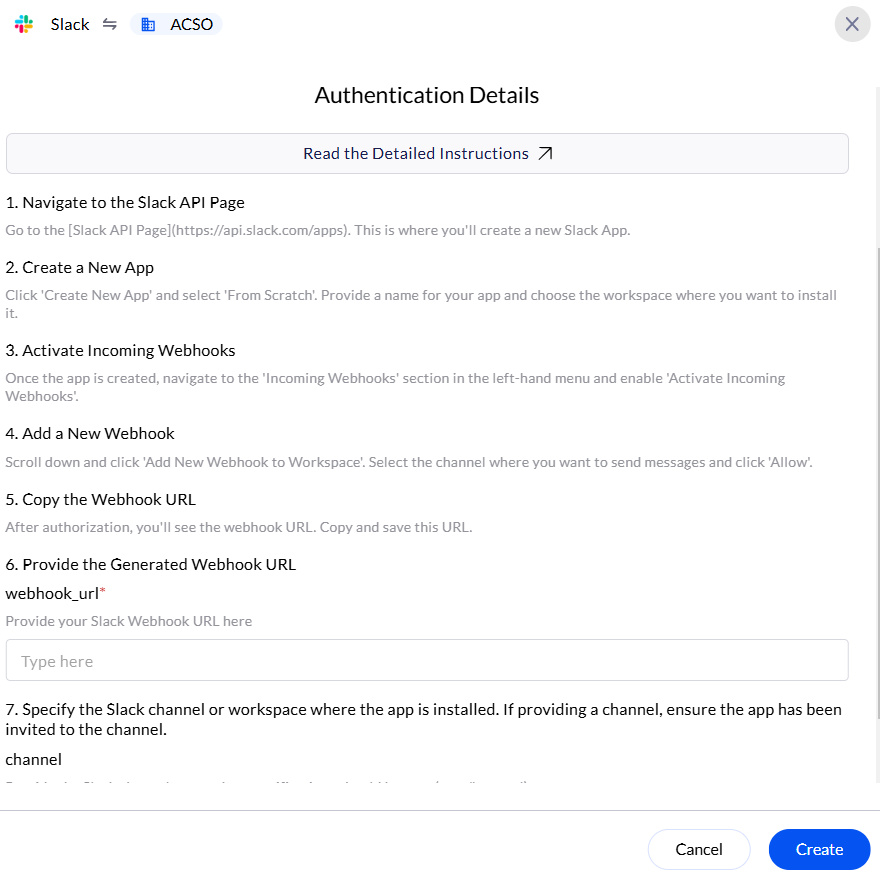 Slack ACSO
Authentication Details
Read the Detailed Instructions
1. Navigate to the Slack API Page
Go to the [Slack API Page](https://api.slack.com/apps). This is where you'll create a new Slack App.
2. Create a New App
Click 'Create New App' and select 'From Scratch'. Provide a name for your app and choose the workspace where you want to install
it.
3. Activate Incoming Webhooks
Once the app is created, navigate to the 'Incoming Webhooks' section in the left-hand menu and enable 'Activate Incoming
Webhooks'.
4. Add a New Webhook
Scroll down and click 'Add New Webhook to Workspace'. Select the channel where you want to send messages and click 'Allow'.
5. Copy the Webhook URL
After authorization, you'll see the webhook URL. Copy and save this URL.
6. Provide the Generated Webhook URL
webhook_url*
Provide your Slack Webhook URL here
Type here
7. Specify the Slack channel or workspace where the app is installed. If providing a channel, ensure the app has been
invited to the channel.
channel
Cancel Create